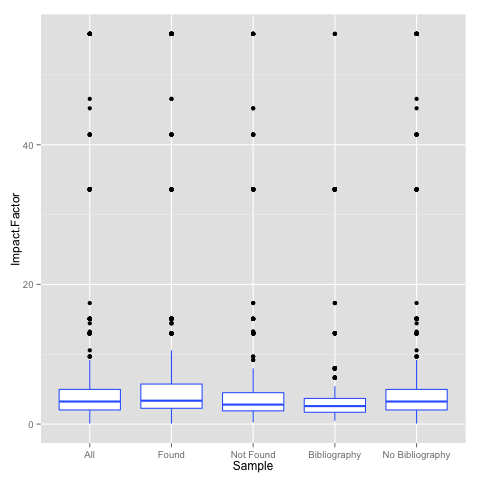 Impact.Factor
40
20
0
All Found Not Found Bibliography No Bibliography
Sample